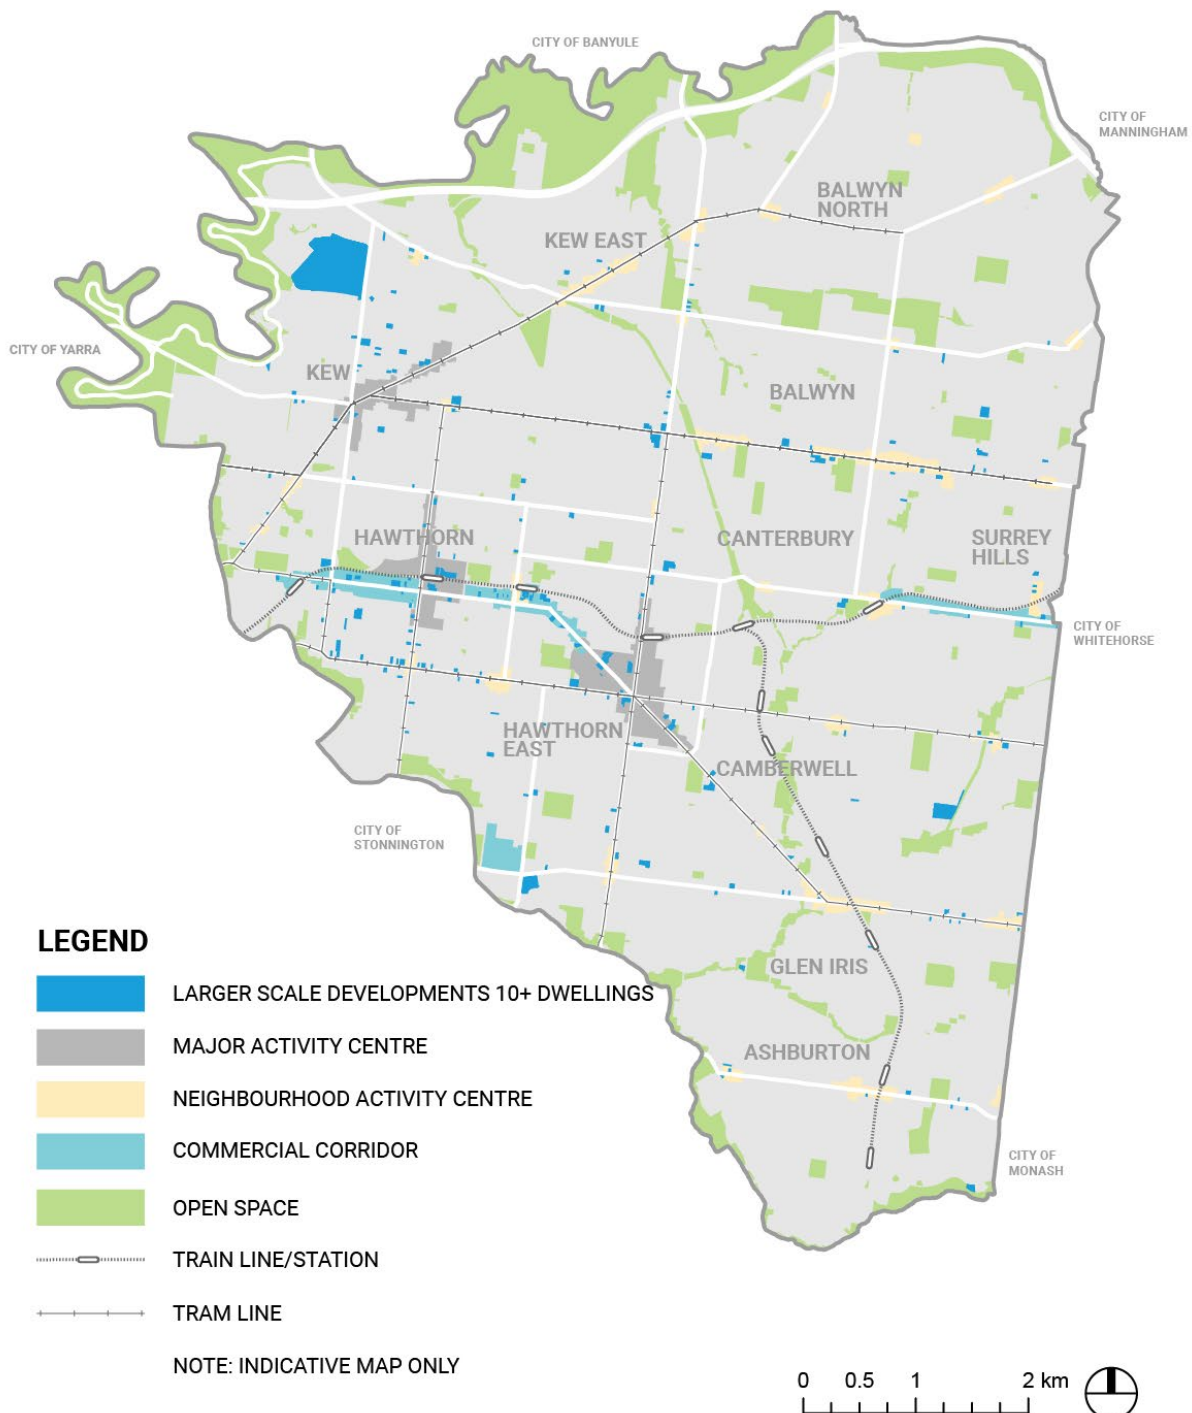 CITY OF BANYULE
CITY OF
MANNINGHAM
BALWYN
NORTH
KEW EAST
CITY OF YARRA
KEW
BALWYN
HAWTHORN
CANTERBURY
SURREY
HILLS
CITY OF
WHITEHORSE
HAWTHORN
EAST
CAMBERWELL
CITY OF
STONNINGTON
GLEN IRIS
ASHBURTON
CITY OF
MONASH
LEGEND
LARGER SCALE DEVELOPMENTS 10+ DWELLINGS
MAJOR ACTIVITY CENTRE
NEIGHBOURHOOD ACTIVITY CENTRE
COMMERCIAL CORRIDOR
OPEN SPACE
TRAIN LINE/STATION
TRAM LINE
NOTE: INDICATIVE MAP ONLY
0 0.5 1 2 km